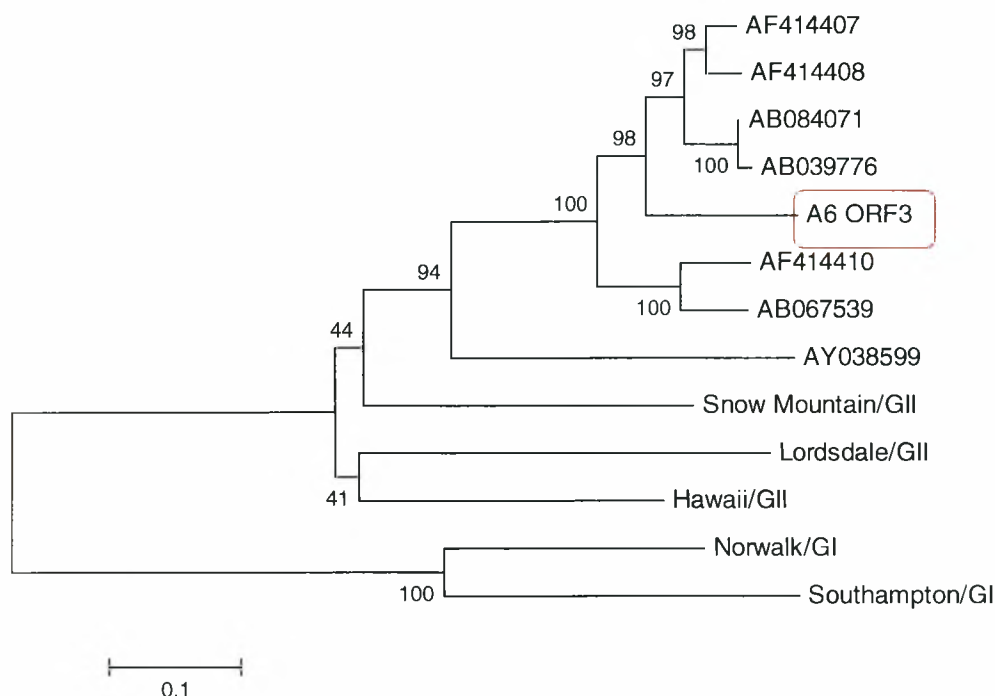 98
AF414407
AF414408
97
AB084071
98
100
AB039776
100
A6 ORF3
94
AF414410
100
AB067539
44
AY038599
Snow Mountain/GII
Lordsdale/GII
41
Hawaii/GII
Norwalk/GI
100
Southampton/GI
0.1